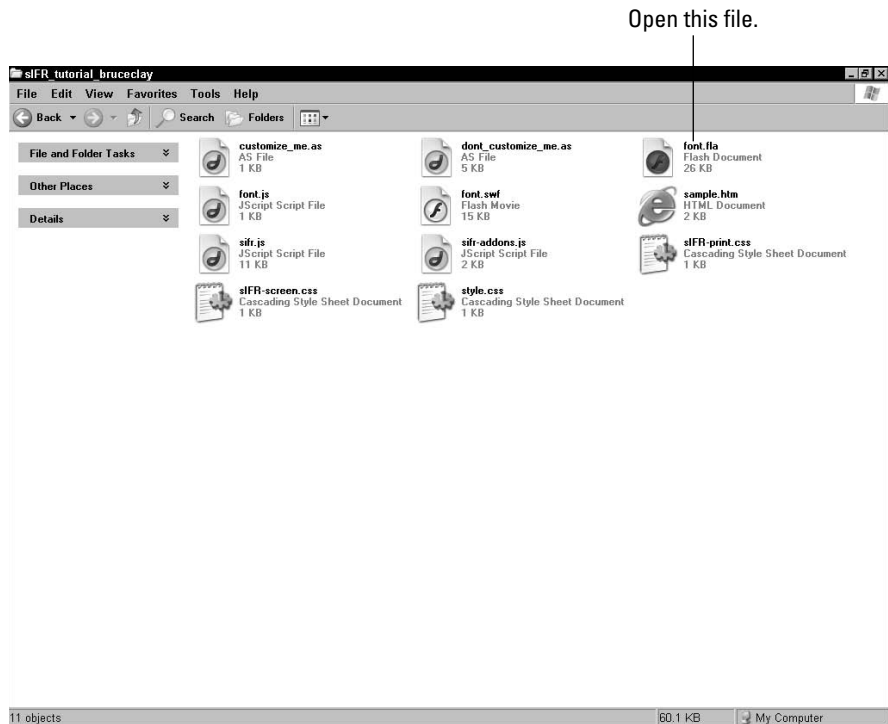 Open this file.
sIFR_tutorial_bruceclay
File Edit View Favorites Tools Help
Back Search Folders
File and Folder Tasks
Other Places
Details
customize_me.as
AS File
1 KB
dont_customize_me.as
AS File
5 KB
font.fla
Flash Document
26 KB
font.js
JScript Script File
1 KB
font.swf
Flash Movie
15 KB
sample.htm
HTML Document
2 KB
sifr.js
JScript Script File
11 KB
sifr-addons.js
JScript Script File
2 KB
sIFR-print.css
Cascading Style Sheet Document
1 KB
sIFR-screen.css
Cascading Style Sheet Document
1 KB
style.css
Cascading Style Sheet Document
1 KB
11 objects
60.1 KB
My Computer